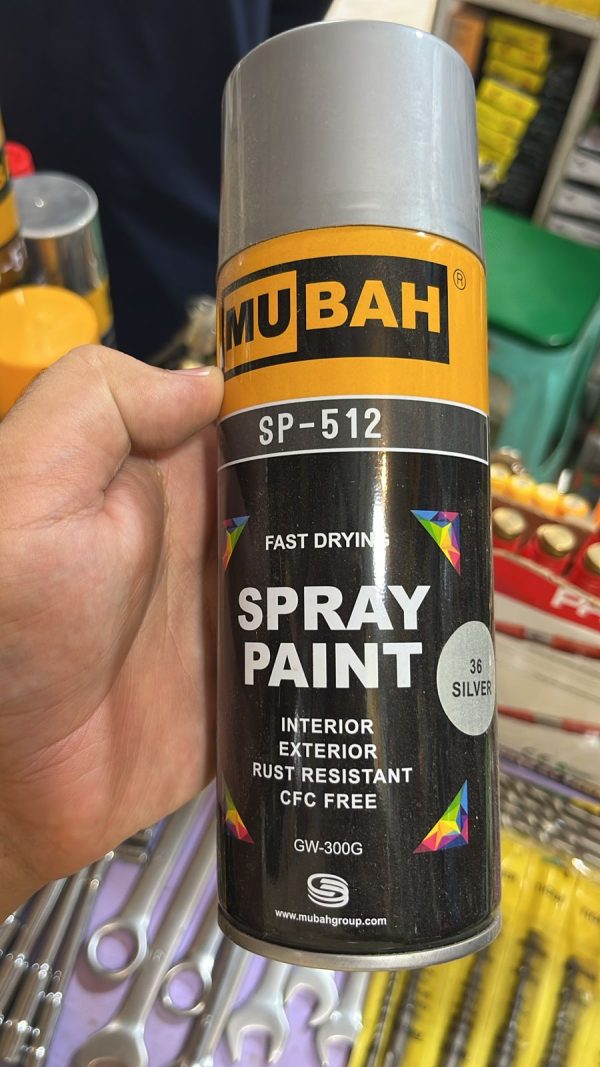 MUBAH ®
SP-512
FAST DRYING
SPRAY
PAINT
36
SILVER
INTERIOR
EXTERIOR
RUST RESISTANT
CFC FREE
GW-300G
www.mubahgroup.com